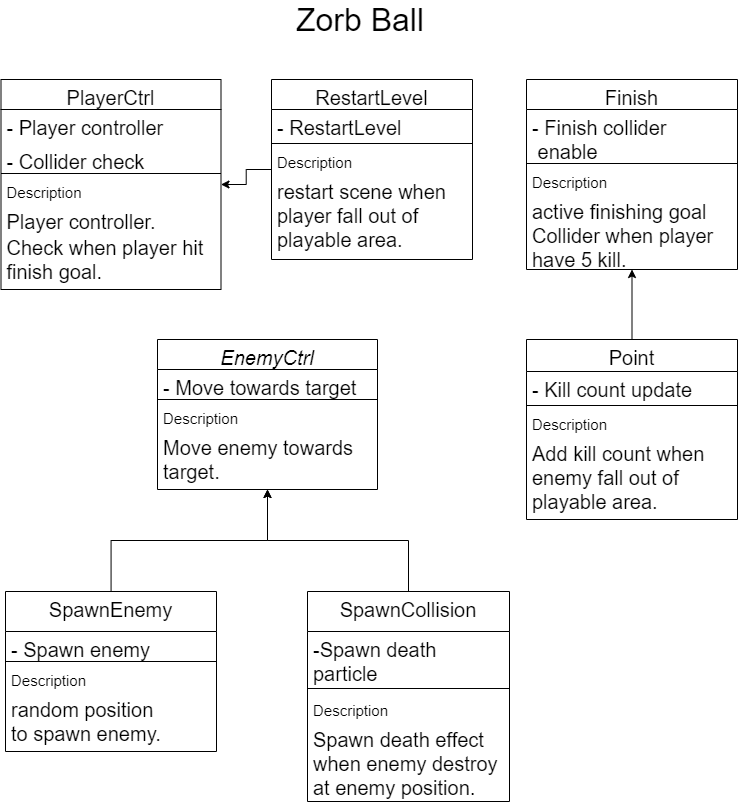 Zorb Ball
PlayerCtrl
- Player controller
- Collider check
Description
Player controller.
Check when player hit
finish goal.
RestartLevel
- RestartLevel
Description
restart scene when
player fall out of
playable area.
Finish
- Finish collider
enable
Description
active finishing goal
Collider when player
have 5 kill.
EnemyCtrl
- Move towards target
Description
Move enemy towards
target.
Point
- Kill count update
Description
Add kill count when
enemy fall out of
playable area.
SpawnEnemy
- Spawn enemy
Description
random position
to spawn enemy.
SpawnCollision
-Spawn death
particle
Description
Spawn death effect
when enemy destroy
at enemy position.